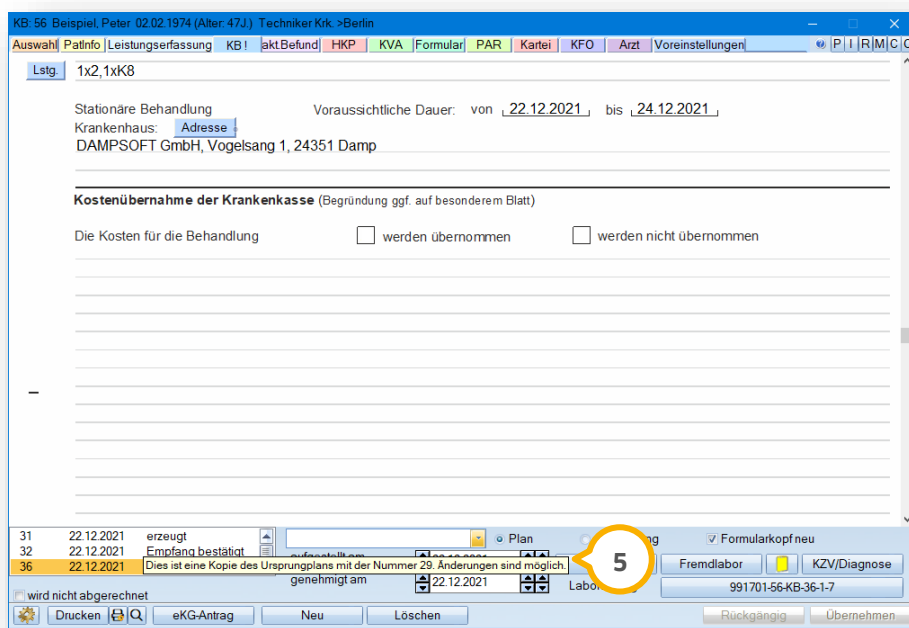 KB: 56 Beispiel, Peter 02.02.1974 (Alter: 47J.) Techniker Krk. >Berlin
Auswahl PatInfo Leistungserfassung KB! akt.Befund HKP KVA Formular PAR Kartei KFO Arzt Voreinstellungen P I R M C C
Lstg. 1x2,1xK8
Stationäre Behandlung Voraussichtliche Dauer: von 22.12.2021 bis 24.12.2021
Krankenhaus: Adresse
DAMPSOFT GmbH, Vogelsang 1, 24351 Damp
Kostenübernahme der Krankenkasse (Begründung ggf. auf besonderem Blatt)
Die Kosten für die Behandlung werden übernommen werden nicht übernommen
31 22.12.2021 erzeugt Plan ng Formularkopf neu
32 22.12.2021 Empfang bestätigt 5 Fremdlabor KZV/Diagnose
36 22.12.2021 Dies ist eine Kopie des Ursprungplans mit der Nummer 29. Änderungen sind möglich.
genehmigt am 22.12.2021 991701-56-KB-36-1-7
wird nicht abgerechnet
Drucken eKG-Antrag Neu Löschen Rückgängig Übernehmen